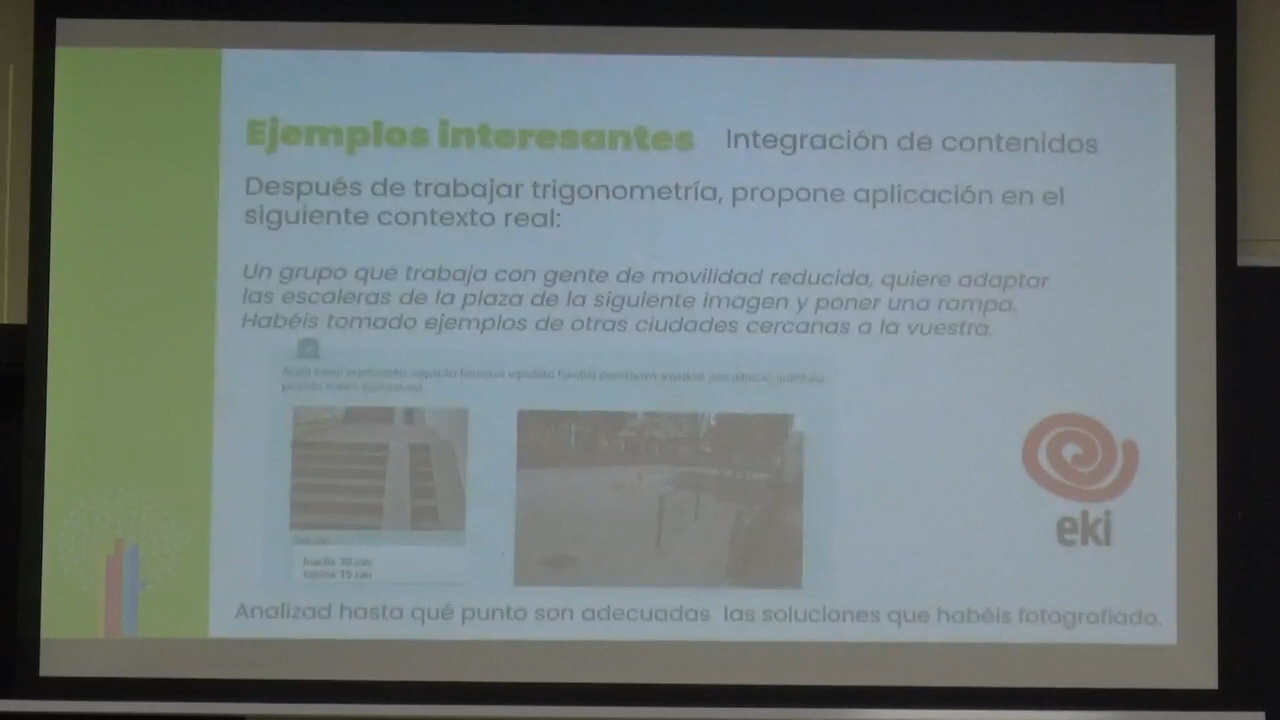 Ejemplos interesantes Integración de contenidos
Después de trabajar trigonometría, propone aplicación en el
siguiente contexto real:
Un grupo que trabaja con gente de movilidad reducida, quiere adaptar
las escaleras de la plaza de la siguiente imagen y poner una rampa.
Habéis tomado ejemplos de otras ciudades cercanas a la vuestra.
eki
Analizad hasta qué punto son adecuadas las soluciones que habéis fotografiado.